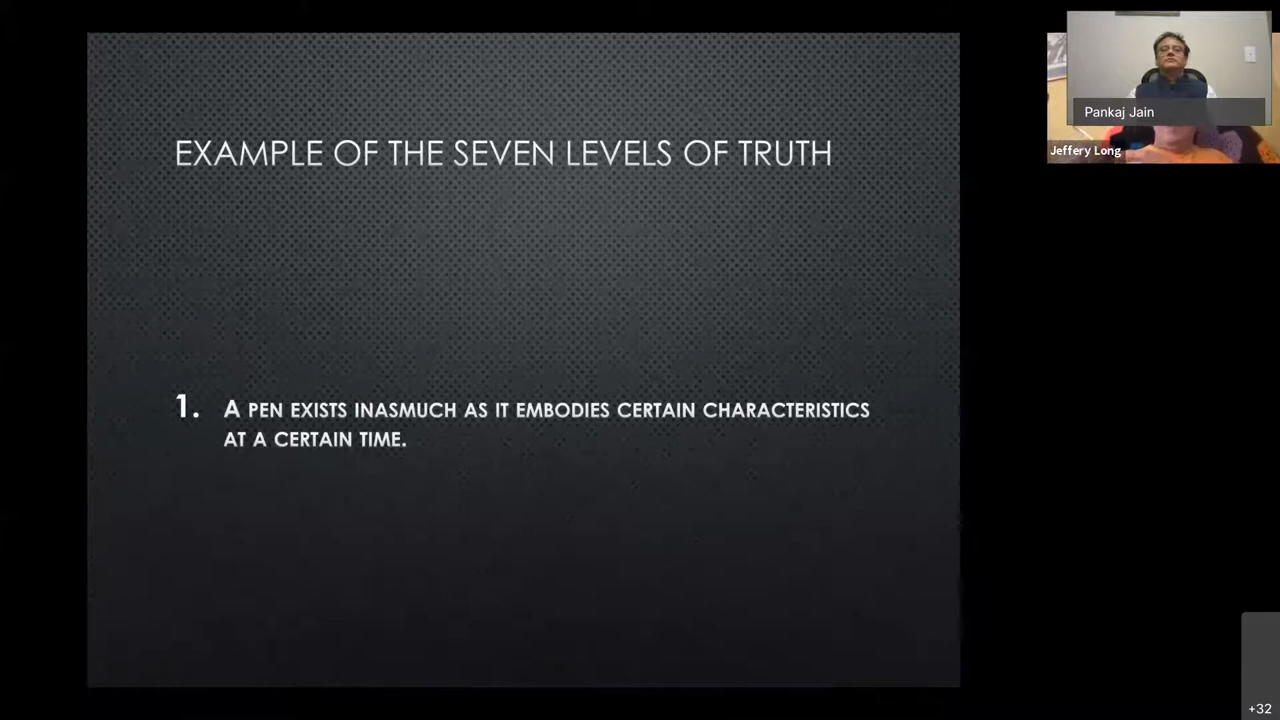 EXAMPLE OF THE SEVEN LEVELS OF TRUTH
1. A PEN EXISTS INASMUCH AS IT EMBODIES CERTAIN CHARACTERISTICS
AT A CERTAIN TIME.
Pankaj Jain
Jeffery Long
+32